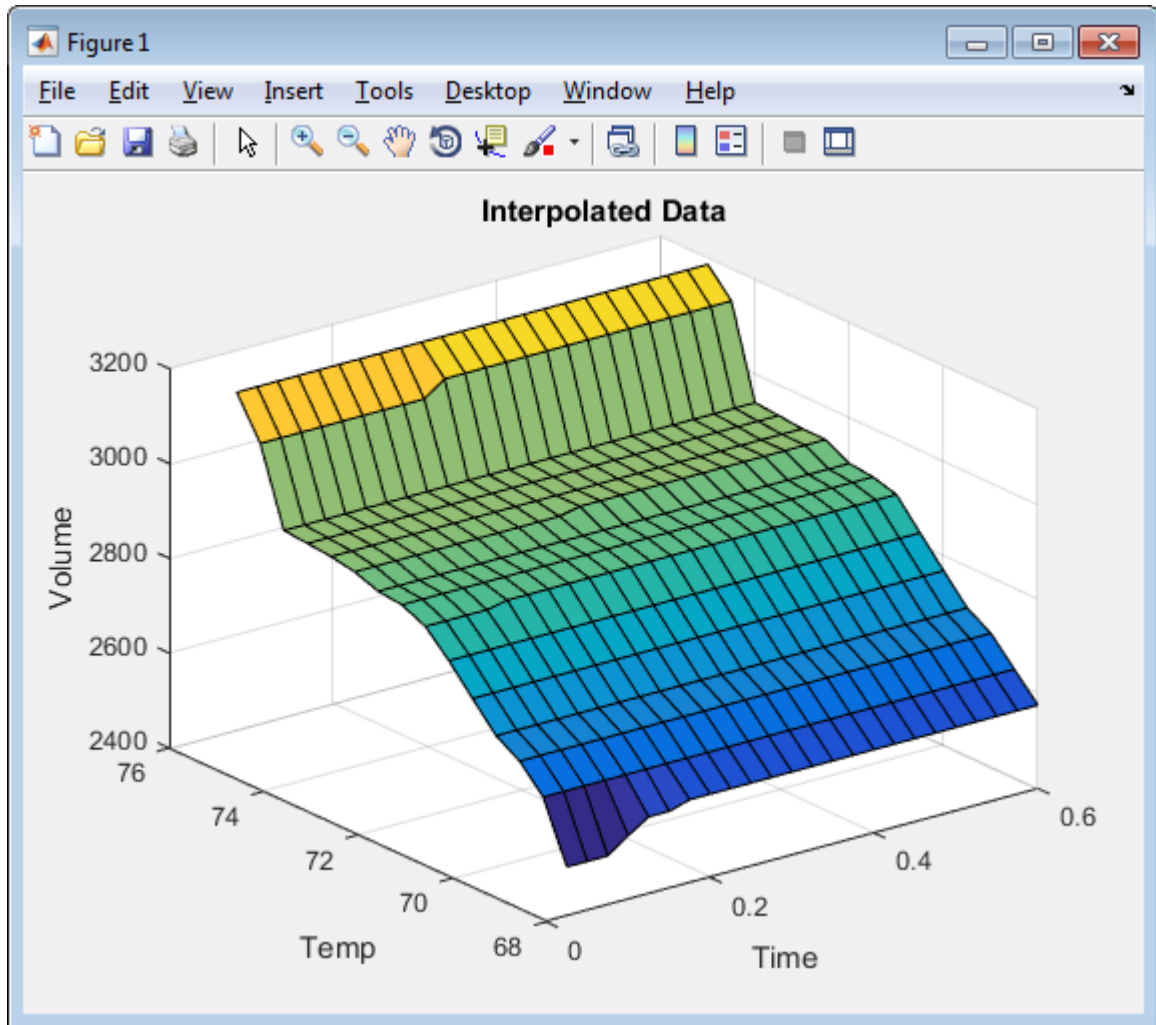 Figure 1
File Edit View Insert Tools Desktop Window Help
Interpolated Data
3200
3000
2800
2600
2400
Volume
76
74
72
70
68
Temp
0
0.2
0.4
0.6
Time